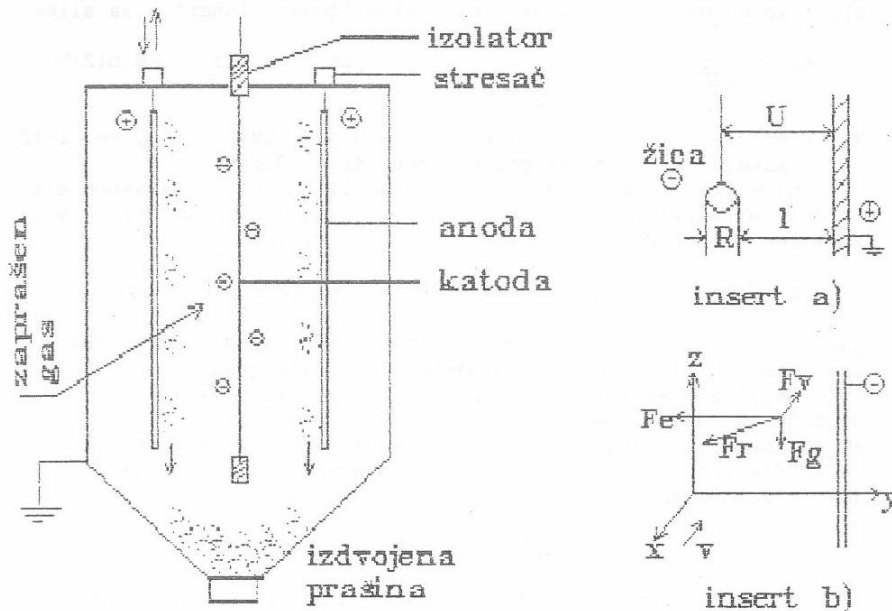 izolator
stresač
⊕
⊕
⊖
⊖
⊖
⊖
⊖
anoda
katoda
zaprašen
gas
izdvojena
prašina
U
žica
⊖
⊕
R
l
insert a)
z
Fv
⊖
Fe
Fr
Fg
y
x
v
insert b)